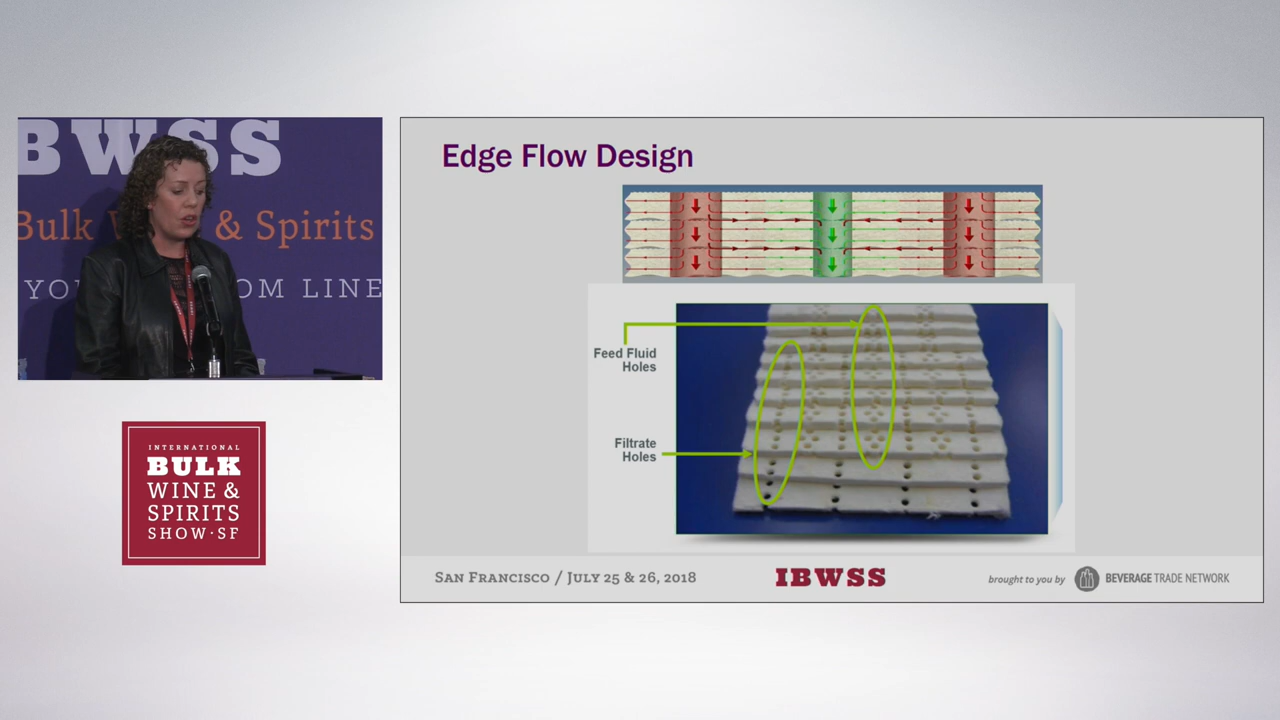 BWSS
Bulk W & Spirits
YO OM LINE
INTERNATIONAL
BULK
WINE &
SPIRITS
SHOW·SF
Edge Flow Design
Feed Fluid
Holes
Filtrate
Holes
San Francisco / July 25 & 26, 2018
IBWSS
brought to you by
BEVERAGE TRADE NETWORK